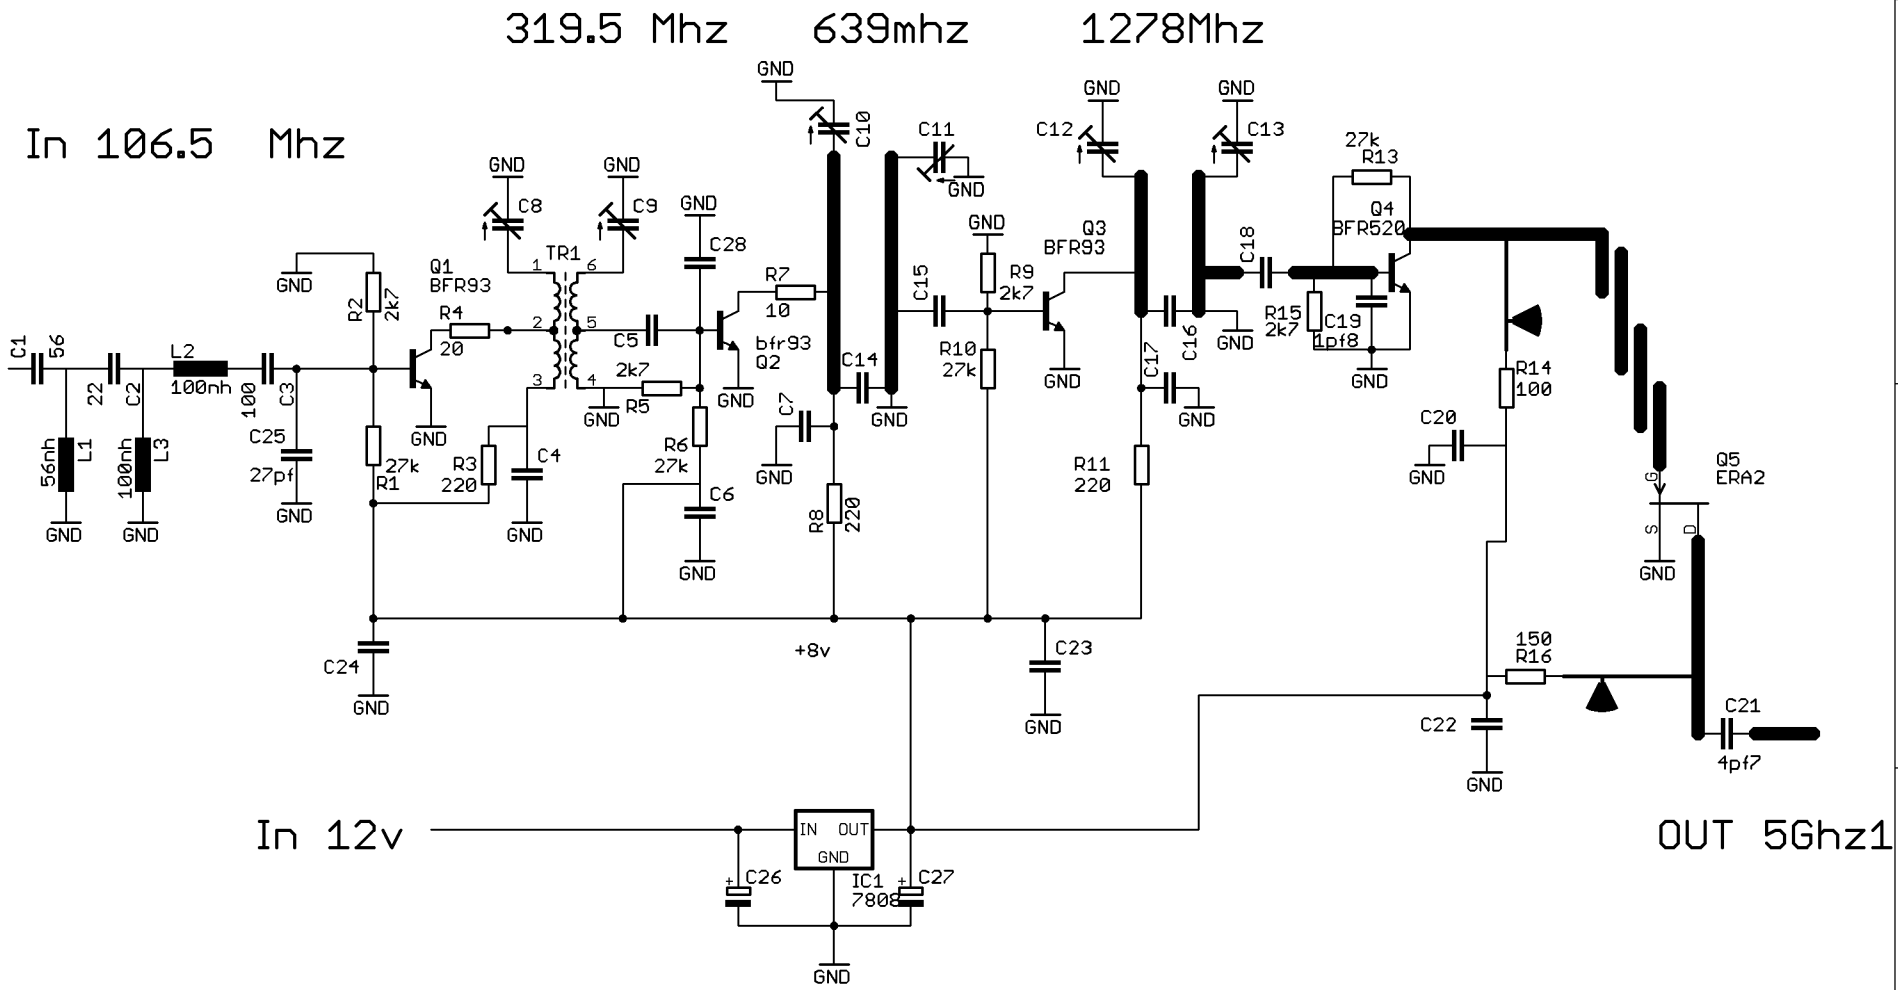 319.5 Mhz
639mhz
1278Mhz
In 106.5 Mhz
GND
C10
C11
GND
GND
C12
GND
C13
27k
R13
Q4
BFR520
GND
C8
GND
C9
TR1
1
6
2
5
3
4
GND
C28
GND
R2
2k7
Q1
BFR93
R4
20
R7
10
C5
bfr93
Q2
C15
GND
R9
2k7
Q3
BFR93
C18
R15
2k7
C19
1pf8
GND
C16
GND
C17
GND
C1
56
22
C2
L2
100nh
100
C3
56nh
L1
GND
100nh
L3
GND
C25
27pf
GND
27k
R1
GND
R3
220
C4
GND
2k7
R5
GND
R6
27k
C6
GND
GND
C7
GND
C14
GND
R8
220
R10
27k
GND
R11
220
R14
100
C20
GND
G
S
D
Q5
ERA2
GND
C24
GND
+8v
C23
GND
150
R16
C22
GND
C21
4pf7
In 12v
IN
OUT
GND
IC1
7808
+
C26
+
C27
GND
OUT 5Ghz1